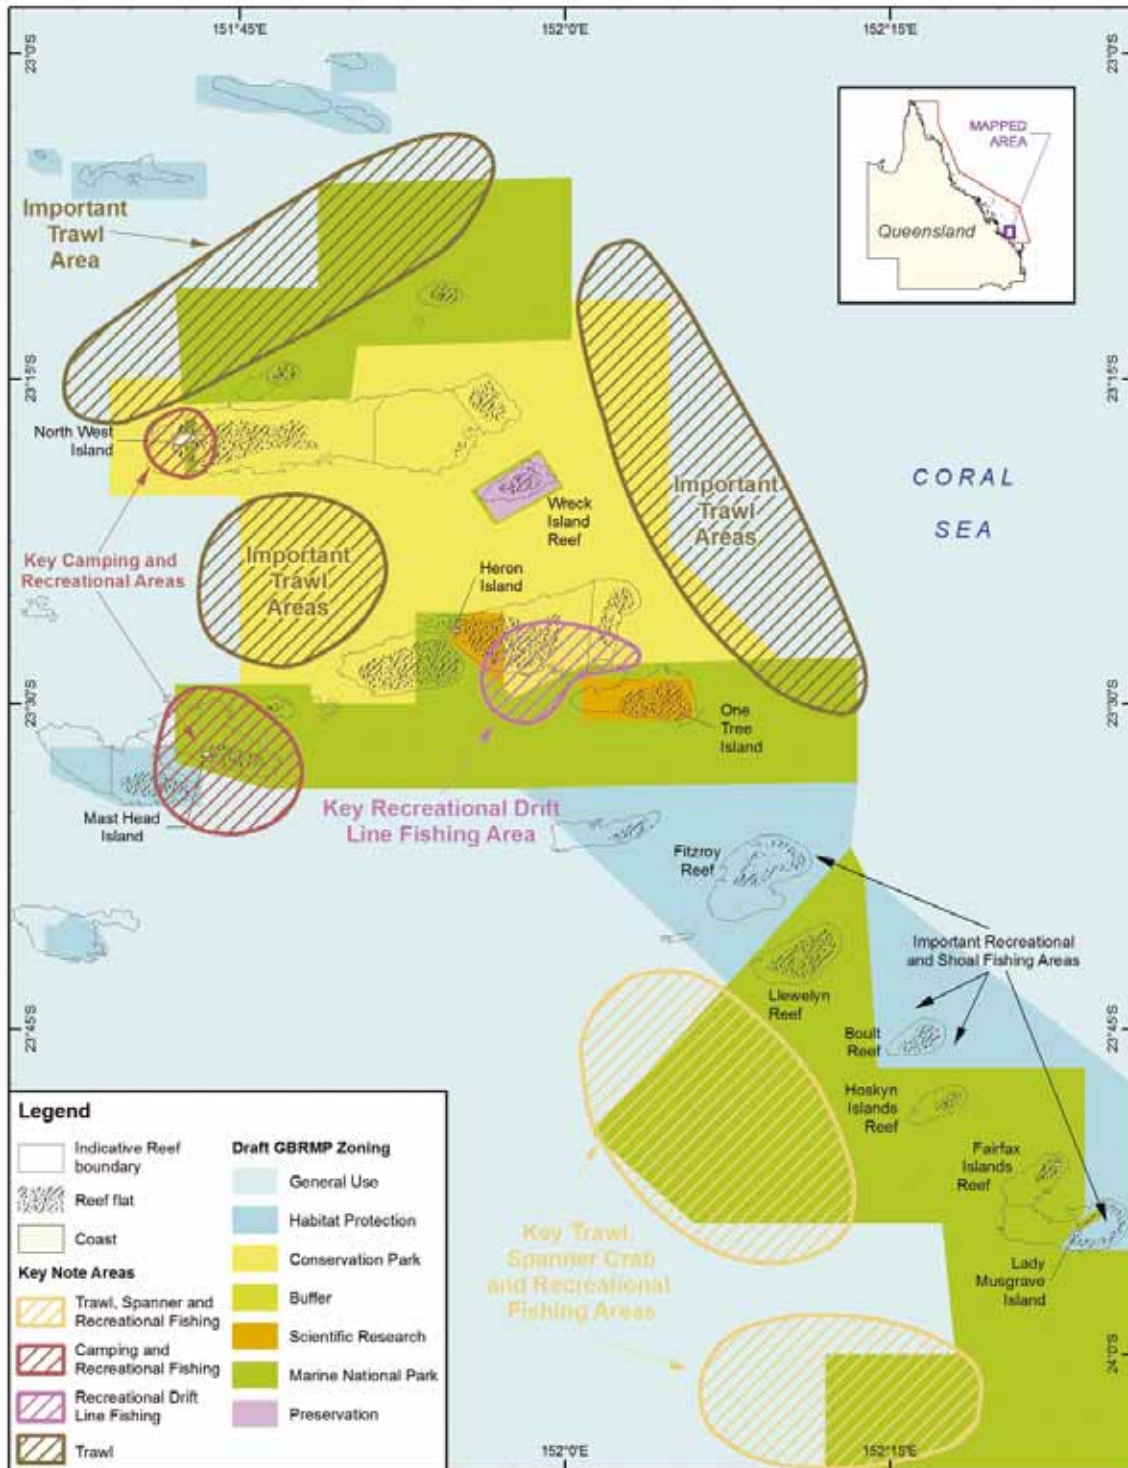 151°45'E
152°0'E
152°15'E
23°0'S
23°0'S
MAPPED
AREA
Queensland
Important
Trawl
Area
23°15'S
23°15'S
North West
Island
CORAL
SEA
Important
Trawl
Areas
Wreck
Island
Reef
Key Camping and
Recreational Areas
Important
Trawl
Areas
Heron
Island
23°30'S
23°30'S
One
Tree
Island
Mast Head
Island
Key Recreational Drift
Line Fishing Area
Fitzroy
Reef
Important Recreational
and Shoal Fishing Areas
Llewelyn
Reef
23°45'S
23°45'S
Boult
Reef
Hoskyn
Islands
Reef
Fairfax
Islands
Reef
Key Trawl,
Spanner Crab
and Recreational
Fishing Areas
Lady
Musgrave
Island
24°0'S
152°0'E
152°15'E
Legend
Indicative Reef
boundary
Reef flat
Coast
Key Note Areas
Trawl, Spanner and
Recreational Fishing
Camping and
Recreational Fishing
Recreational Drift
Line Fishing
Trawl
Draft GBRMP Zoning
General Use
Habitat Protection
Conservation Park
Buffer
Scientific Research
Marine National Park
Preservation